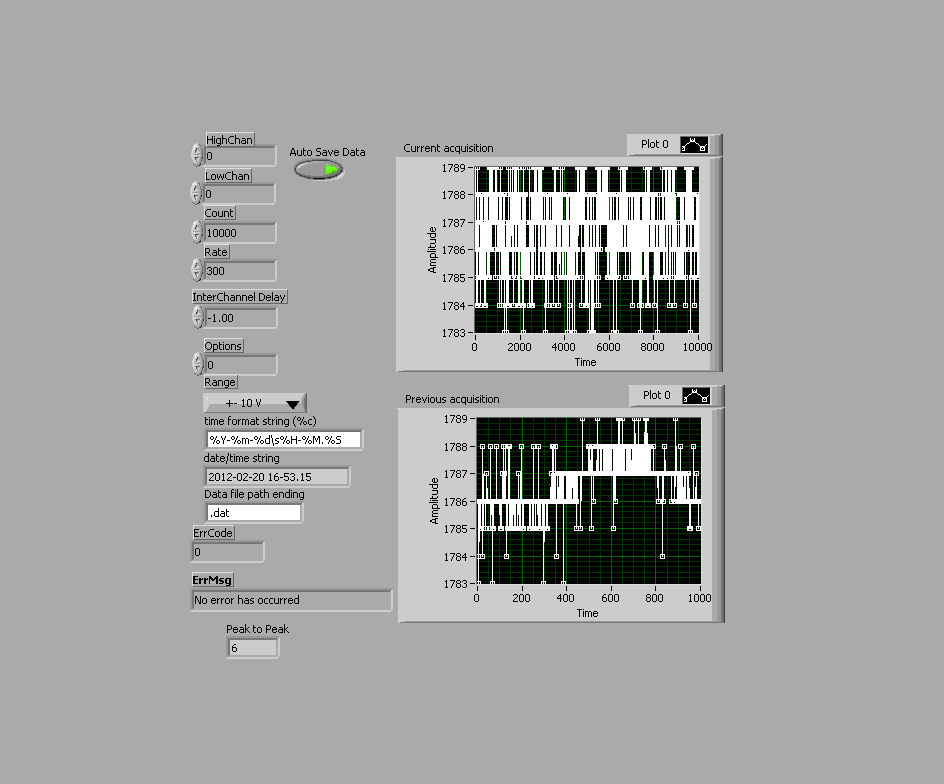 HighChan
0
LowChan
0
Count
10000
Rate
300
InterChannel Delay
-1.00
Options
0
Range
+- 10 V
time format string (%c)
%Y-%m-%d\s%H-%M.%S
date/time string
2012-02-20 16-53.15
Data file path ending
.dat
ErrCode
0
ErrMsg
No error has occurred
Peak to Peak
6
Auto Save Data
Current acquisition
Plot 0
Amplitude
1789
1788
1787
1786
1785
1784
1783
0 2000 4000 6000 8000 10000
Time
Previous acquisition
Plot 0
Amplitude
1789
1788
1787
1786
1785
1784
1783
0 200 400 600 800 1000
Time